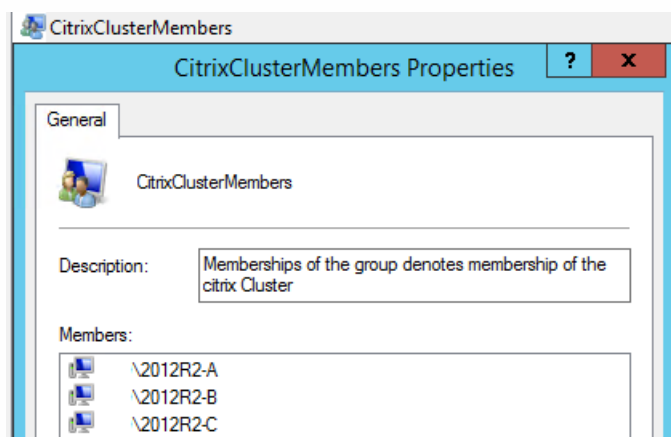 CitrixClusterMembers
CitrixClusterMembers Properties
? x
General
CitrixClusterMembers
Description:
Memberships of the group denotes membership of the
citrix Cluster
Members:
\2012R2-A
\2012R2-B
\2012R2-C